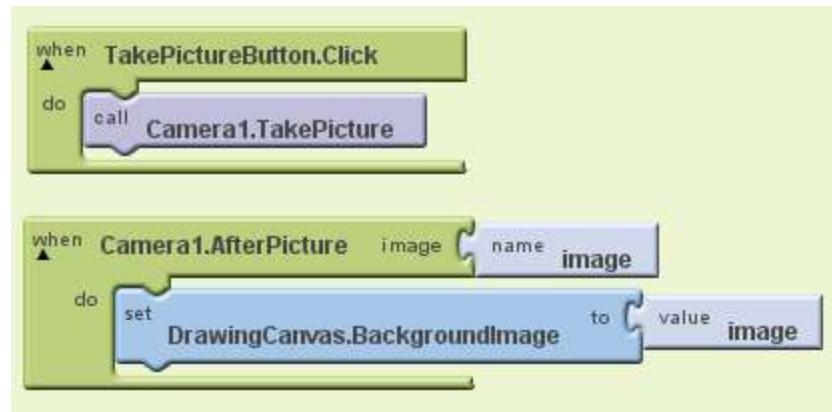 when TakePictureButton.Click
do call Camera1.TakePicture
when Camera1.AfterPicture image name image
do set DrawingCanvas.BackgroundImage to value image